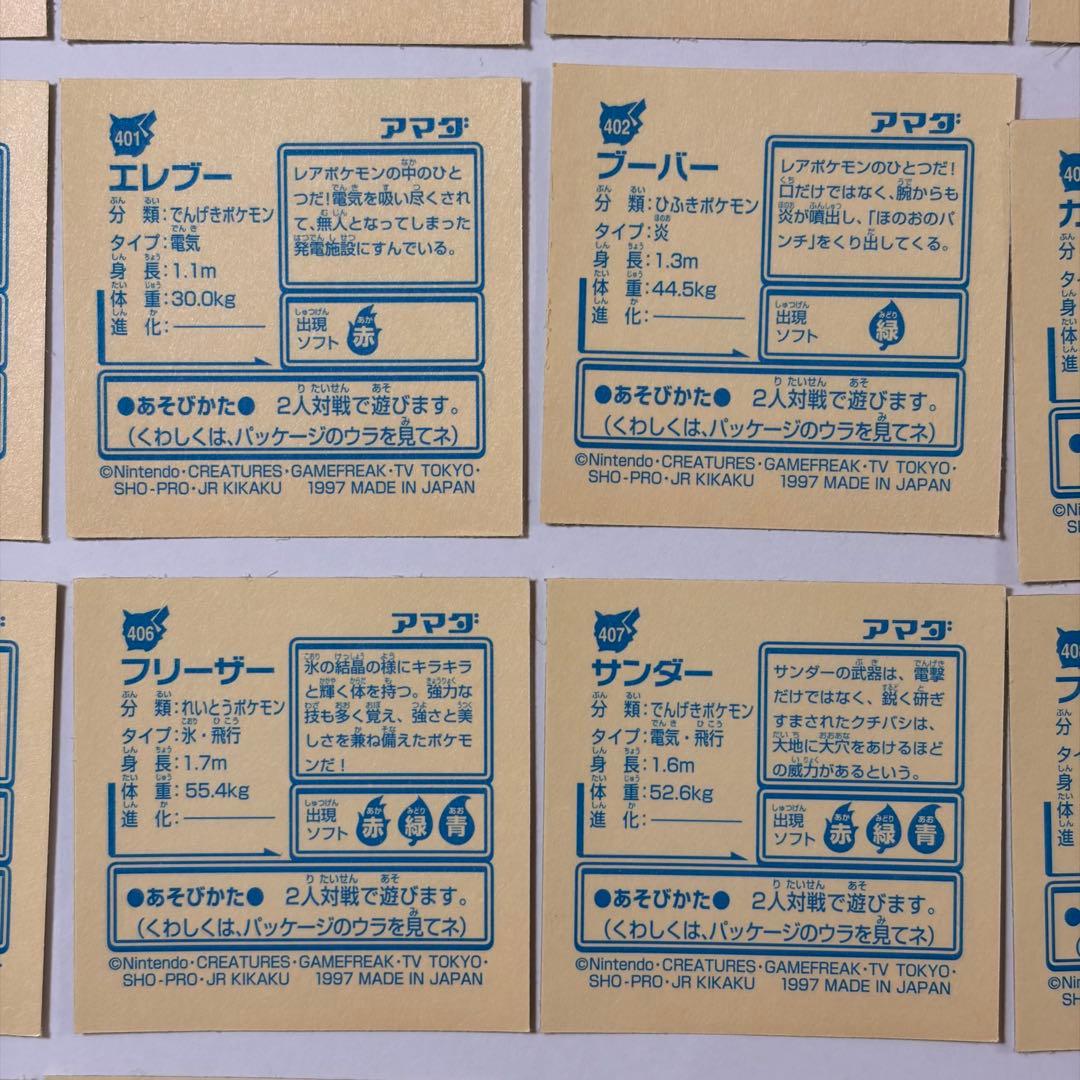 401
アマダ
エレブー
分類:でんげきポケモン
タイプ:電気
身長:1.1m
体重:30.0kg
進化:
レアポケモンの中のひと
つだ!電気を吸い尽くされ
て、無人となってしまった
発電施設にすんでいる。
出現
ソフト 赤
●あそびかた● 2人対戦で遊びます。
(くわしくは、パッケージのウラを見てネ)
©Nintendo・CREATURES・GAMEFREAK・TV TOKYO・
SHO-PRO・JR KIKAKU 1997 MADE IN JAPAN
402
アマダ
ブーバー
分類:ひふきポケモン
タイプ:炎
身長:1.3m
体重:44.5kg
進化:
レアポケモンのひとつだ!
口だけではなく、腕からも
炎が噴出し、「ほのおのパ
ンチ」をくり出してくる。
出現
ソフト 緑
●あそびかた● 2人対戦で遊びます。
(くわしくは、パッケージのウラを見てネ)
©Nintendo・CREATURES・GAMEFREAK・TV TOKYO・
SHO-PRO・JR KIKAKU 1997 MADE IN JAPAN
406
アマダ
フリーザー
分類:れいとうポケモン
タイプ:氷・飛行
身長:1.7m
体重:55.4kg
進化:
氷の結晶の様にキラキラ
と輝く体を持つ。強力な
技も多く覚え、強さと美
しさを兼ね備えたポケモ
ンだ!
出現
ソフト 赤 緑 青
●あそびかた● 2人対戦で遊びます。
(くわしくは、パッケージのウラを見てネ)
©Nintendo・CREATURES・GAMEFREAK・TV TOKYO・
SHO-PRO・JR KIKAKU 1997 MADE IN JAPAN
407
アマダ
サンダー
分類:でんげきポケモン
タイプ:電気・飛行
身長:1.6m
体重:52.6kg
進化:
サンダーの武器は、電撃
だけではなく、鋭く研ぎ
すまされたクチバシは、
大地に大穴をあけるほど
の威力があるという。
出現
ソフト 赤 緑 青
●あそびかた● 2人対戦で遊びます。
(くわしくは、パッケージのウラを見てネ)
©Nintendo・CREATURES・GAMEFREAK・TV TOKYO・
SHO-PRO・JR KIKAKU 1997 MADE IN JAPAN